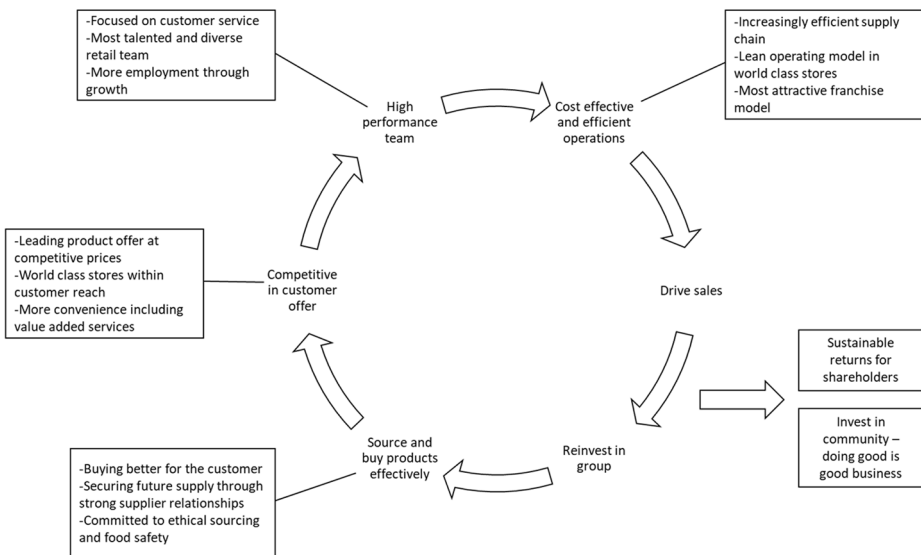 -Focused on customer service
-Most talented and diverse
retail team
-More employment through
growth
-Increasingly efficient supply
chain
-Lean operating model in
world class stores
-Most attractive franchise
model
High
performance
team
Cost effective
and efficient
operations
-Leading product offer at
competitive prices
-World class stores within
customer reach
-More convenience including
value added services
Competitive
in customer
offer
Drive sales
Sustainable
returns for
shareholders
Invest in
community –
doing good is
good business
Source and
buy products
effectively
Reinvest in
group
-Buying better for the customer
-Securing future supply through
strong supplier relationships
-Committed to ethical sourcing
and food safety